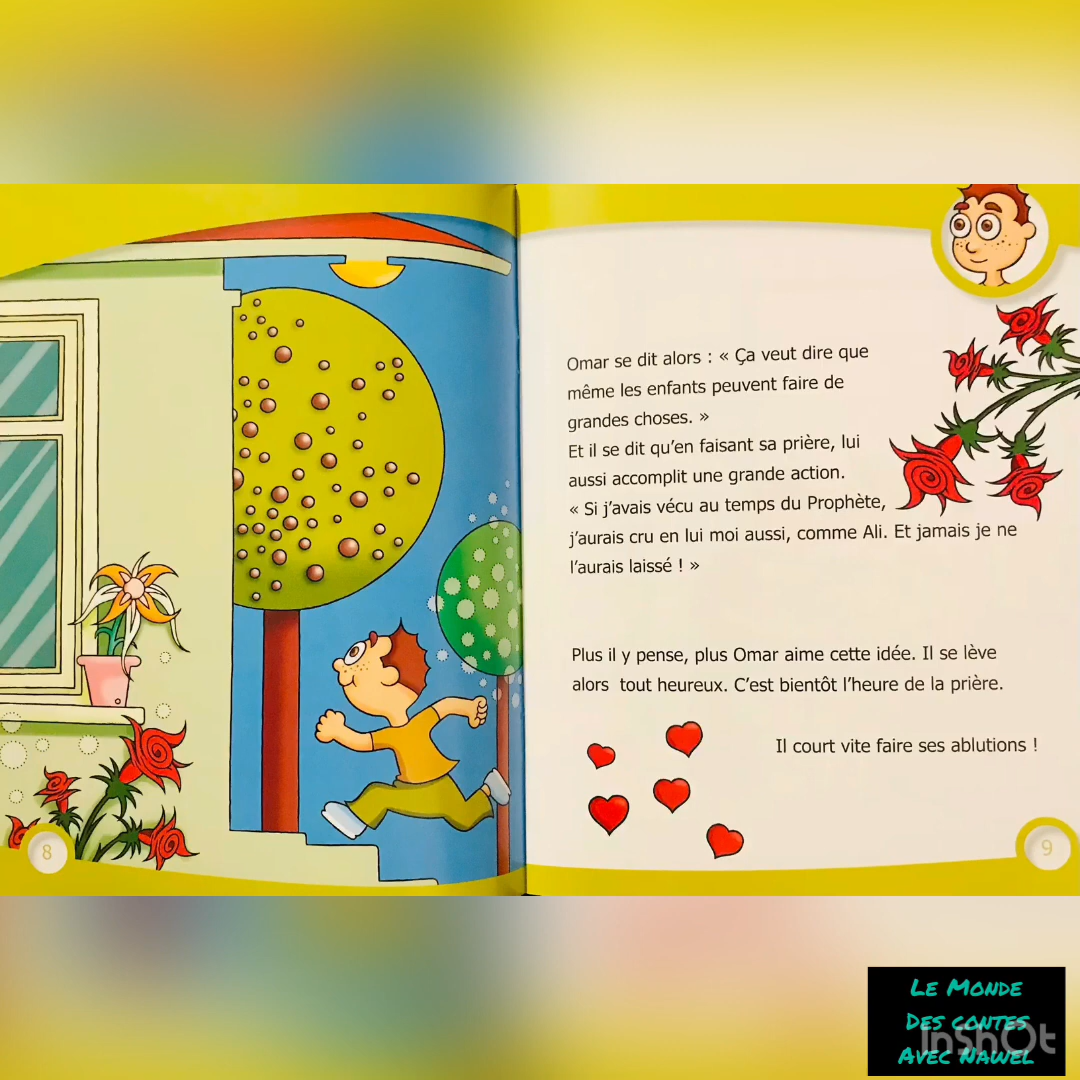 Omar se dit alors : « Ça veut dire que
même les enfants peuvent faire de
grandes choses. »
Et il se dit qu'en faisant sa prière, lui
aussi accomplit une grande action.
« Si j'avais vécu au temps du Prophète,
j'aurais cru en lui moi aussi, comme Ali. Et jamais je ne
l'aurais laissé ! »
Plus il y pense, plus Omar aime cette idée. Il se lève
alors tout heureux. C'est bientôt l'heure de la prière.
Il court vite faire ses ablutions !
8
9
Le Monde
Des contes
Avec Nawel
InShOt